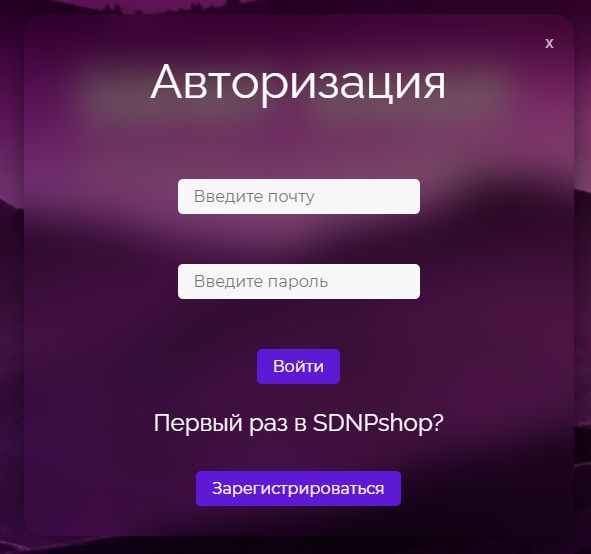 x
Авторизация
Введите почту
Введите пароль
Войти
Первый раз в SDNPshop?
Зарегистрироваться